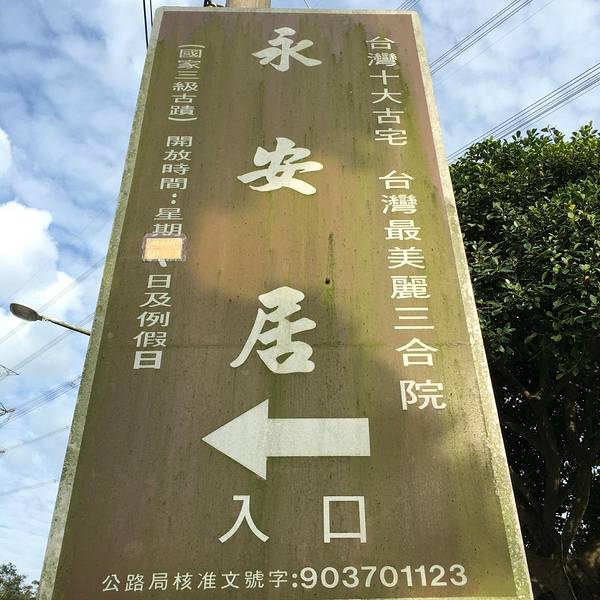 台灣十大古宅 台灣最美麗三合院
永安居
(國家三級古蹟) 開放時間:星期日及例假日
入口
公路局核准文號字:903701123